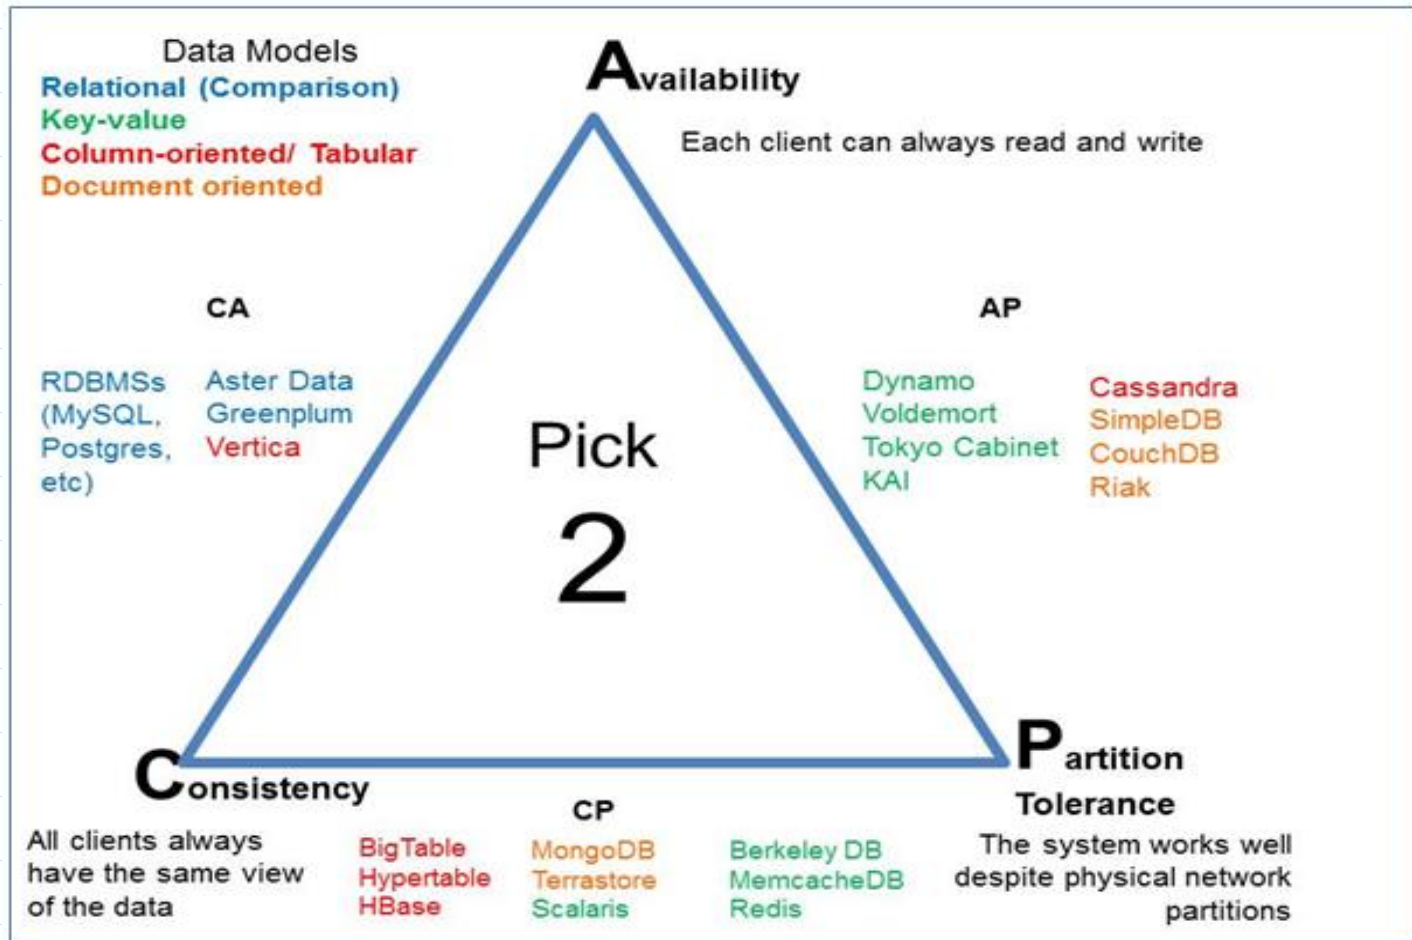 Data Models
Relational (Comparison)
Key-value
Column-oriented/ Tabular
Document oriented
Availability
Each client can always read and write
CA
RDBMSs
(MySQL,
Postgres,
etc)
Aster Data
Greenplum
Vertica
Pick
2
AP
Dynamo
Voldemort
Tokyo Cabinet
KAI
Cassandra
SimpleDB
CouchDB
Riak
Consistency
All clients always
have the same view
of the data
CP
BigTable
Hypertable
HBase
MongoDB
Terrastore
Scalaris
Berkeley DB
MemcacheDB
Redis
Partition
Tolerance
The system works well
despite physical network
partitions